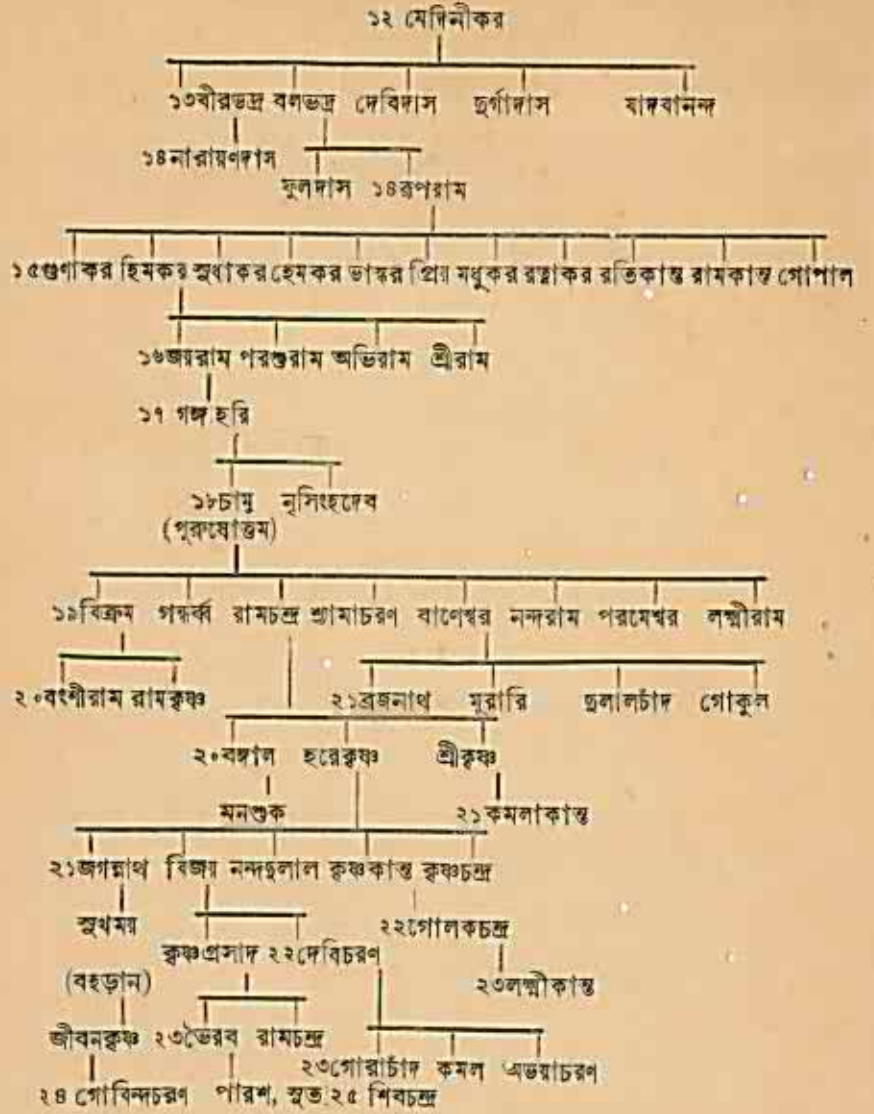 ১২ মেদিনীকর
১৩বীরভদ্র বলভদ্র দেবিদাস দুর্গাদাস যাদবানন্দ
১৪নারায়ণদাস
ফুলদাস ১৪রূপরাম
১৫গুণাকর হিমকর সুধাকর হেমকর ভাস্কর প্রিয় মধুকর রত্নাকর রতিকান্ত রামকান্ত গোপাল
১৬জয়রাম পরশুরাম অভিরাম শ্রীরাম
১৭ গঙ্গাহরি
১৮চামু নৃসিংহদেব
(পুরুষোত্তম)
১৯বিক্রম গন্ধর্ব্ব রামচন্দ্র শ্যামাচরণ বাণেশ্বর নন্দরাম পরমেশ্বর লক্ষ্মীরাম
২০বংশীরাম রামকৃষ্ণ ২১ব্রজনাথ মুরারি দুলালচাঁদ গোকুল
২০বঙ্গাল হরেকৃষ্ণ শ্রীকৃষ্ণ
মনশুক ২১কমলাকান্ত
২১জগন্নাথ বিজয় নন্দদুলাল কৃষ্ণকান্ত কৃষ্ণচন্দ্র
সুখময় ২২গোলকচন্দ্র
কৃষ্ণপ্রসাদ ২২দেবিচরণ
(বহড়ান) ২৩লক্ষ্মীকান্ত
জীবনকৃষ্ণ ২৩ভৈরব রামচন্দ্র
২৩গোরাচাঁদ কমল অভয়াচরণ
২৪ গোবিন্দচরণ পারশ, সুত ২৫ শিবচন্দ্র